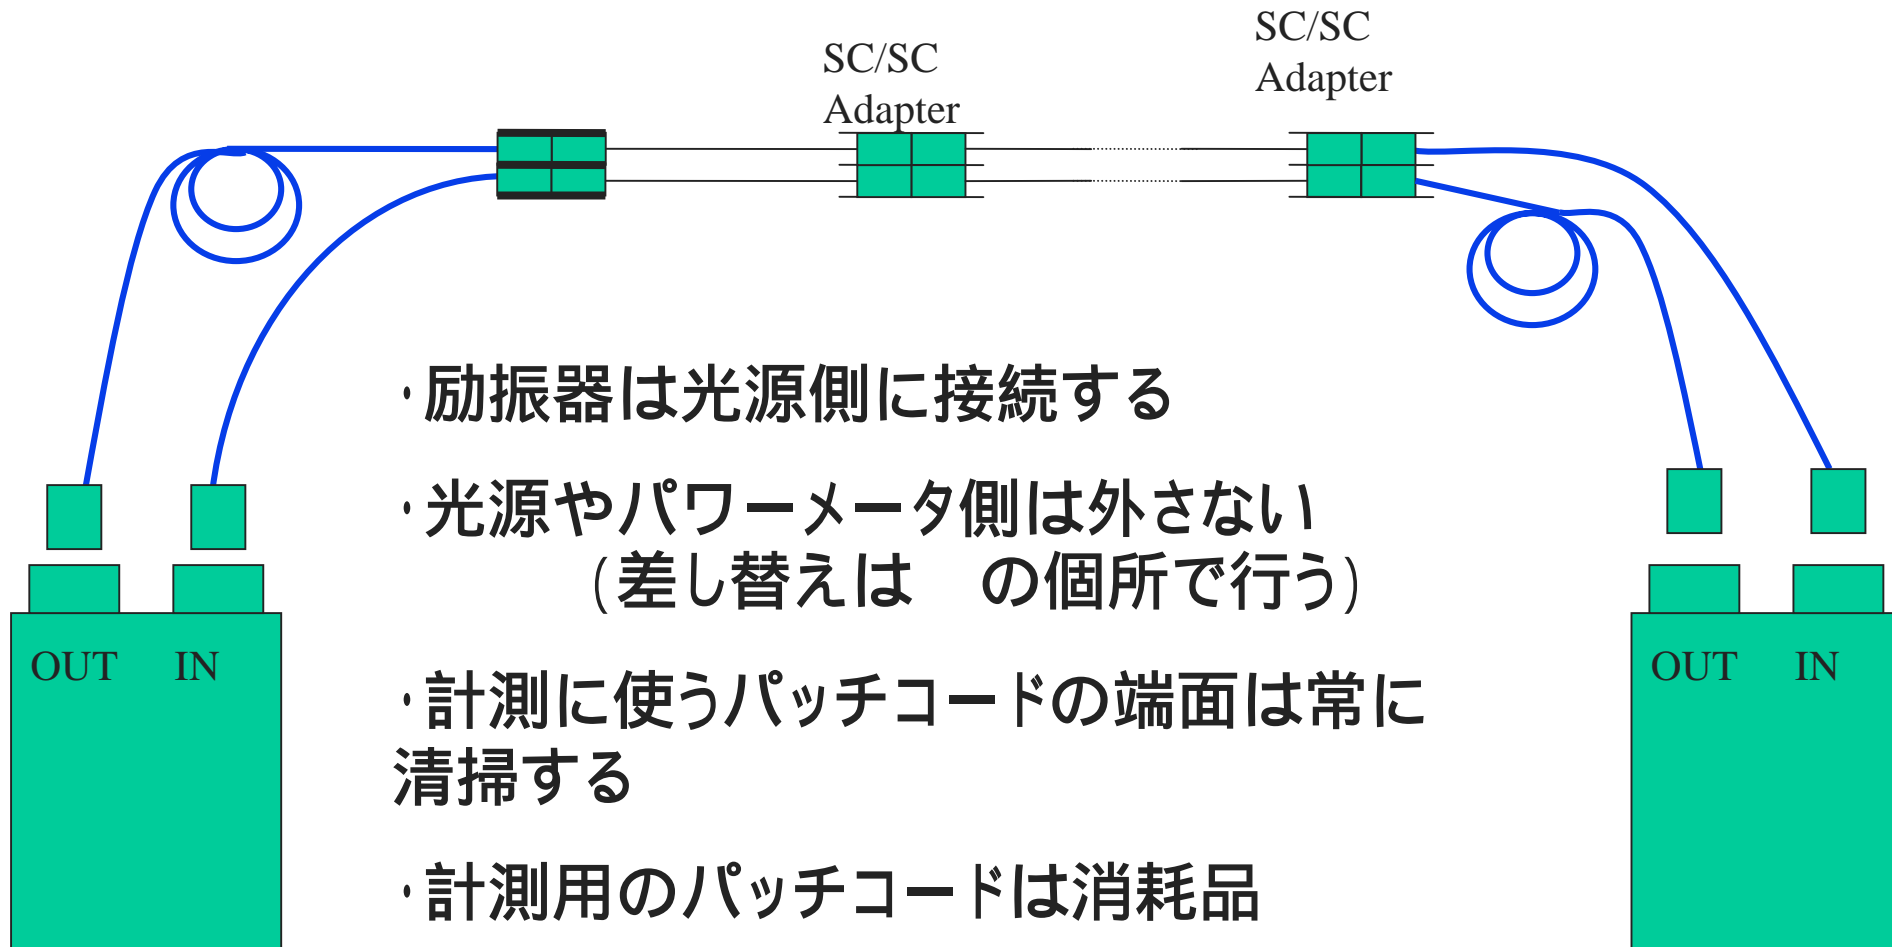 SC/SC
Adapter
SC/SC
Adapter
・励振器は光源側に接続する
・光源やパワーメータ側は外さない
(差し替えは　の個所で行う)
OUT IN
OUT IN
・計測に使うパッチコードの端面は常に
清掃する
・計測用のパッチコードは消耗品